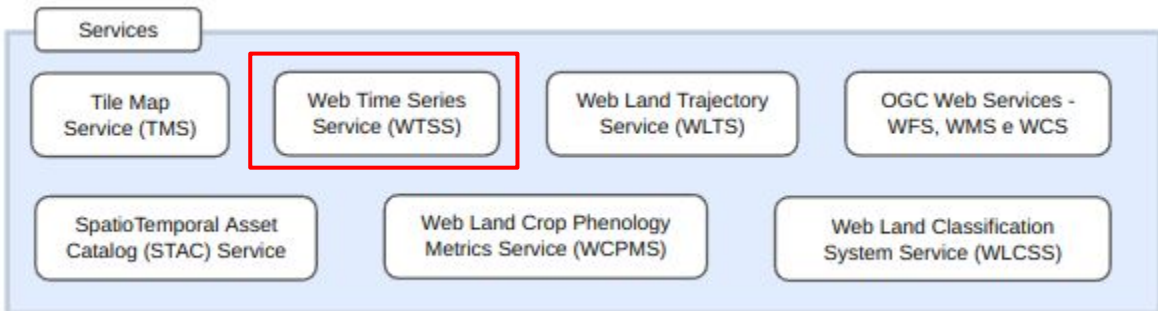 Services
Tile Map
Service (TMS)
Web Time Series
Service (WTSS)
Web Land Trajectory
Service (WLTS)
OGC Web Services -
WFS, WMS e WCS
SpatioTemporal Asset
Catalog (STAC) Service
Web Land Crop Phenology
Metrics Service (WCPMS)
Web Land Classification
System Service (WLCSS)